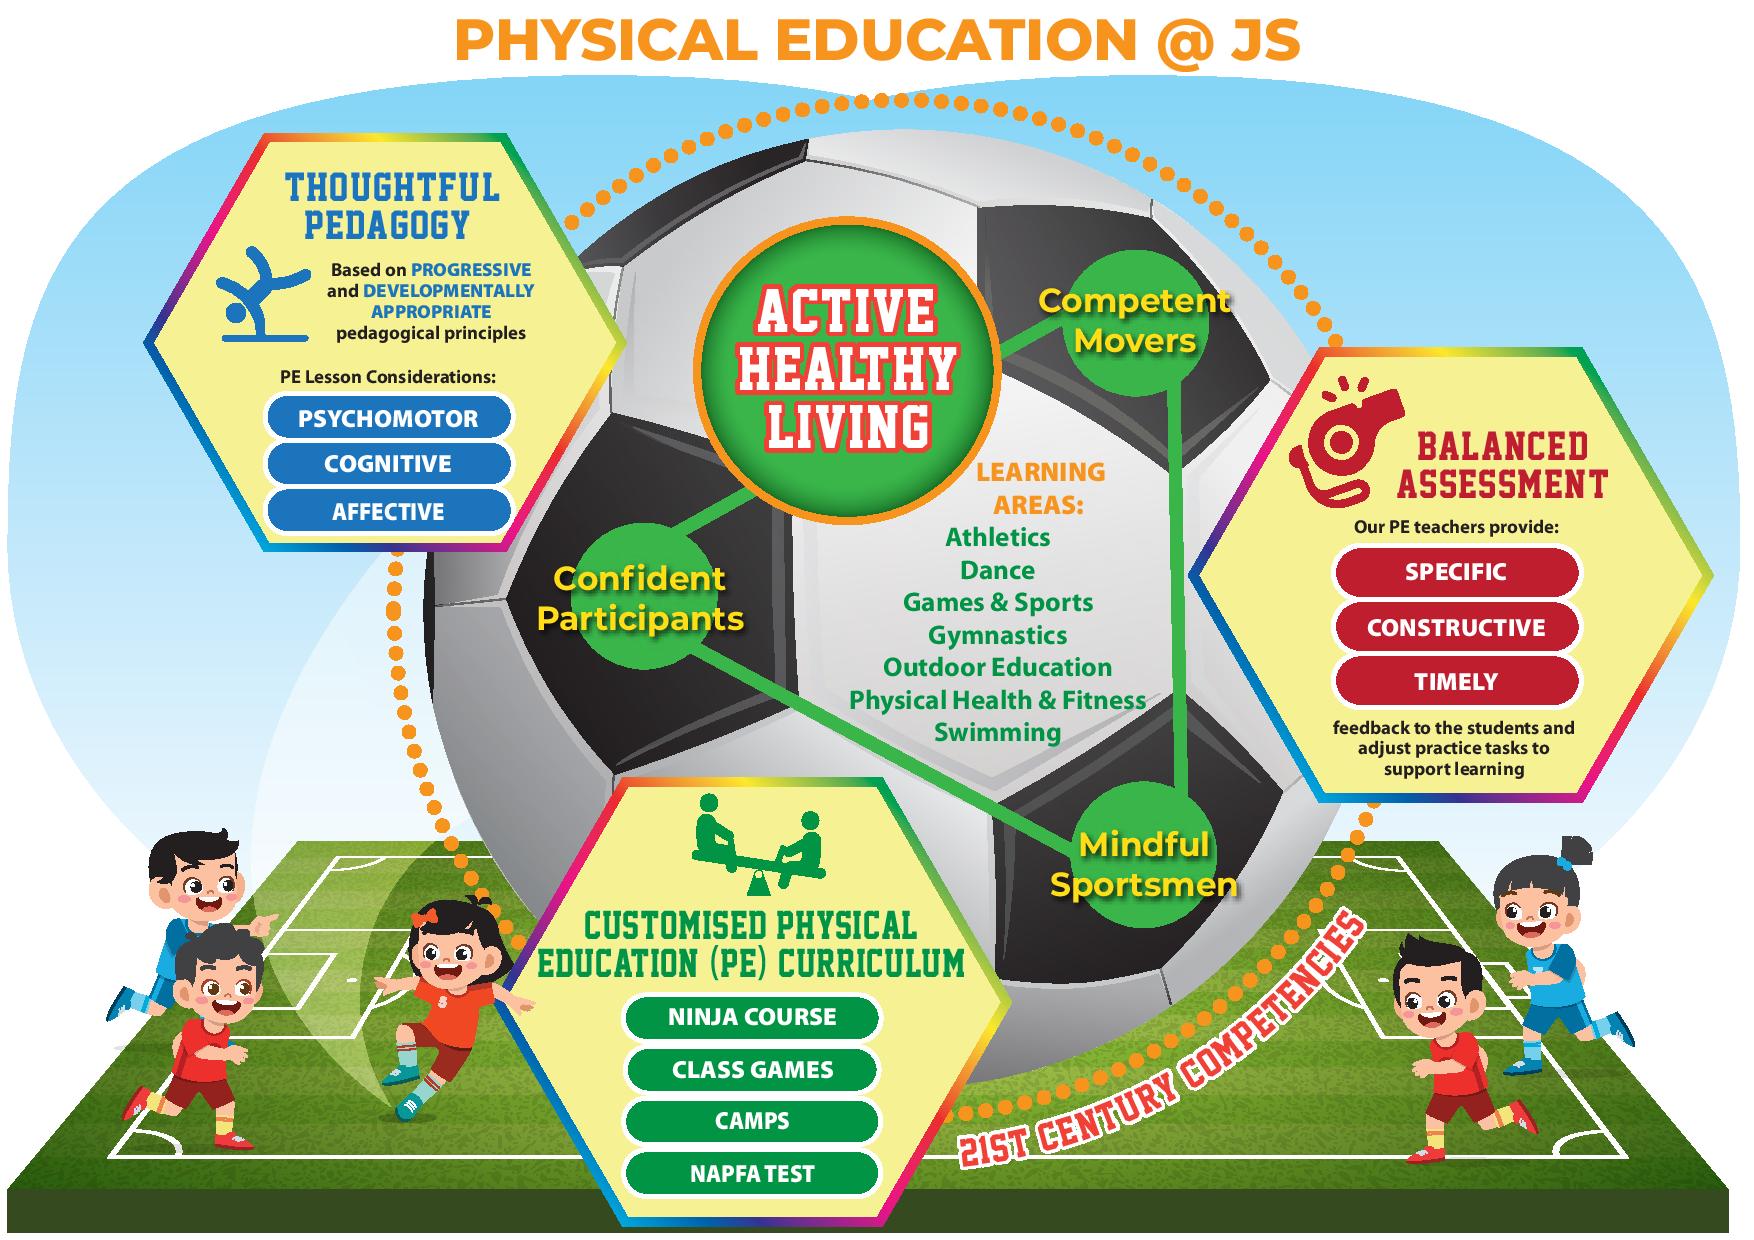 PHYSICAL EDUCATION @ JS
THOUGHTFUL
PEDAGOGY
Based on PROGRESSIVE
and DEVELOPMENTALLY
APPROPRIATE
pedagogical principles
PE Lesson Considerations:
PSYCHOMOTOR
COGNITIVE
AFFECTIVE
ACTIVE
HEALTHY
LIVING
Competent
Movers
Confident
Participants
Mindful
Sportsmen
LEARNING
AREAS:
Athletics
Dance
Games & Sports
Gymnastics
Outdoor Education
Physical Health & Fitness
Swimming
BALANCED
ASSESSMENT
Our PE teachers provide:
SPECIFIC
CONSTRUCTIVE
TIMELY
feedback to the students and
adjust practice tasks to
support learning
CUSTOMISED PHYSICAL
EDUCATION (PE) CURRICULUM
NINJA COURSE
CLASS GAMES
CAMPS
NAPFA TEST
21ST CENTURY COMPETENCIES